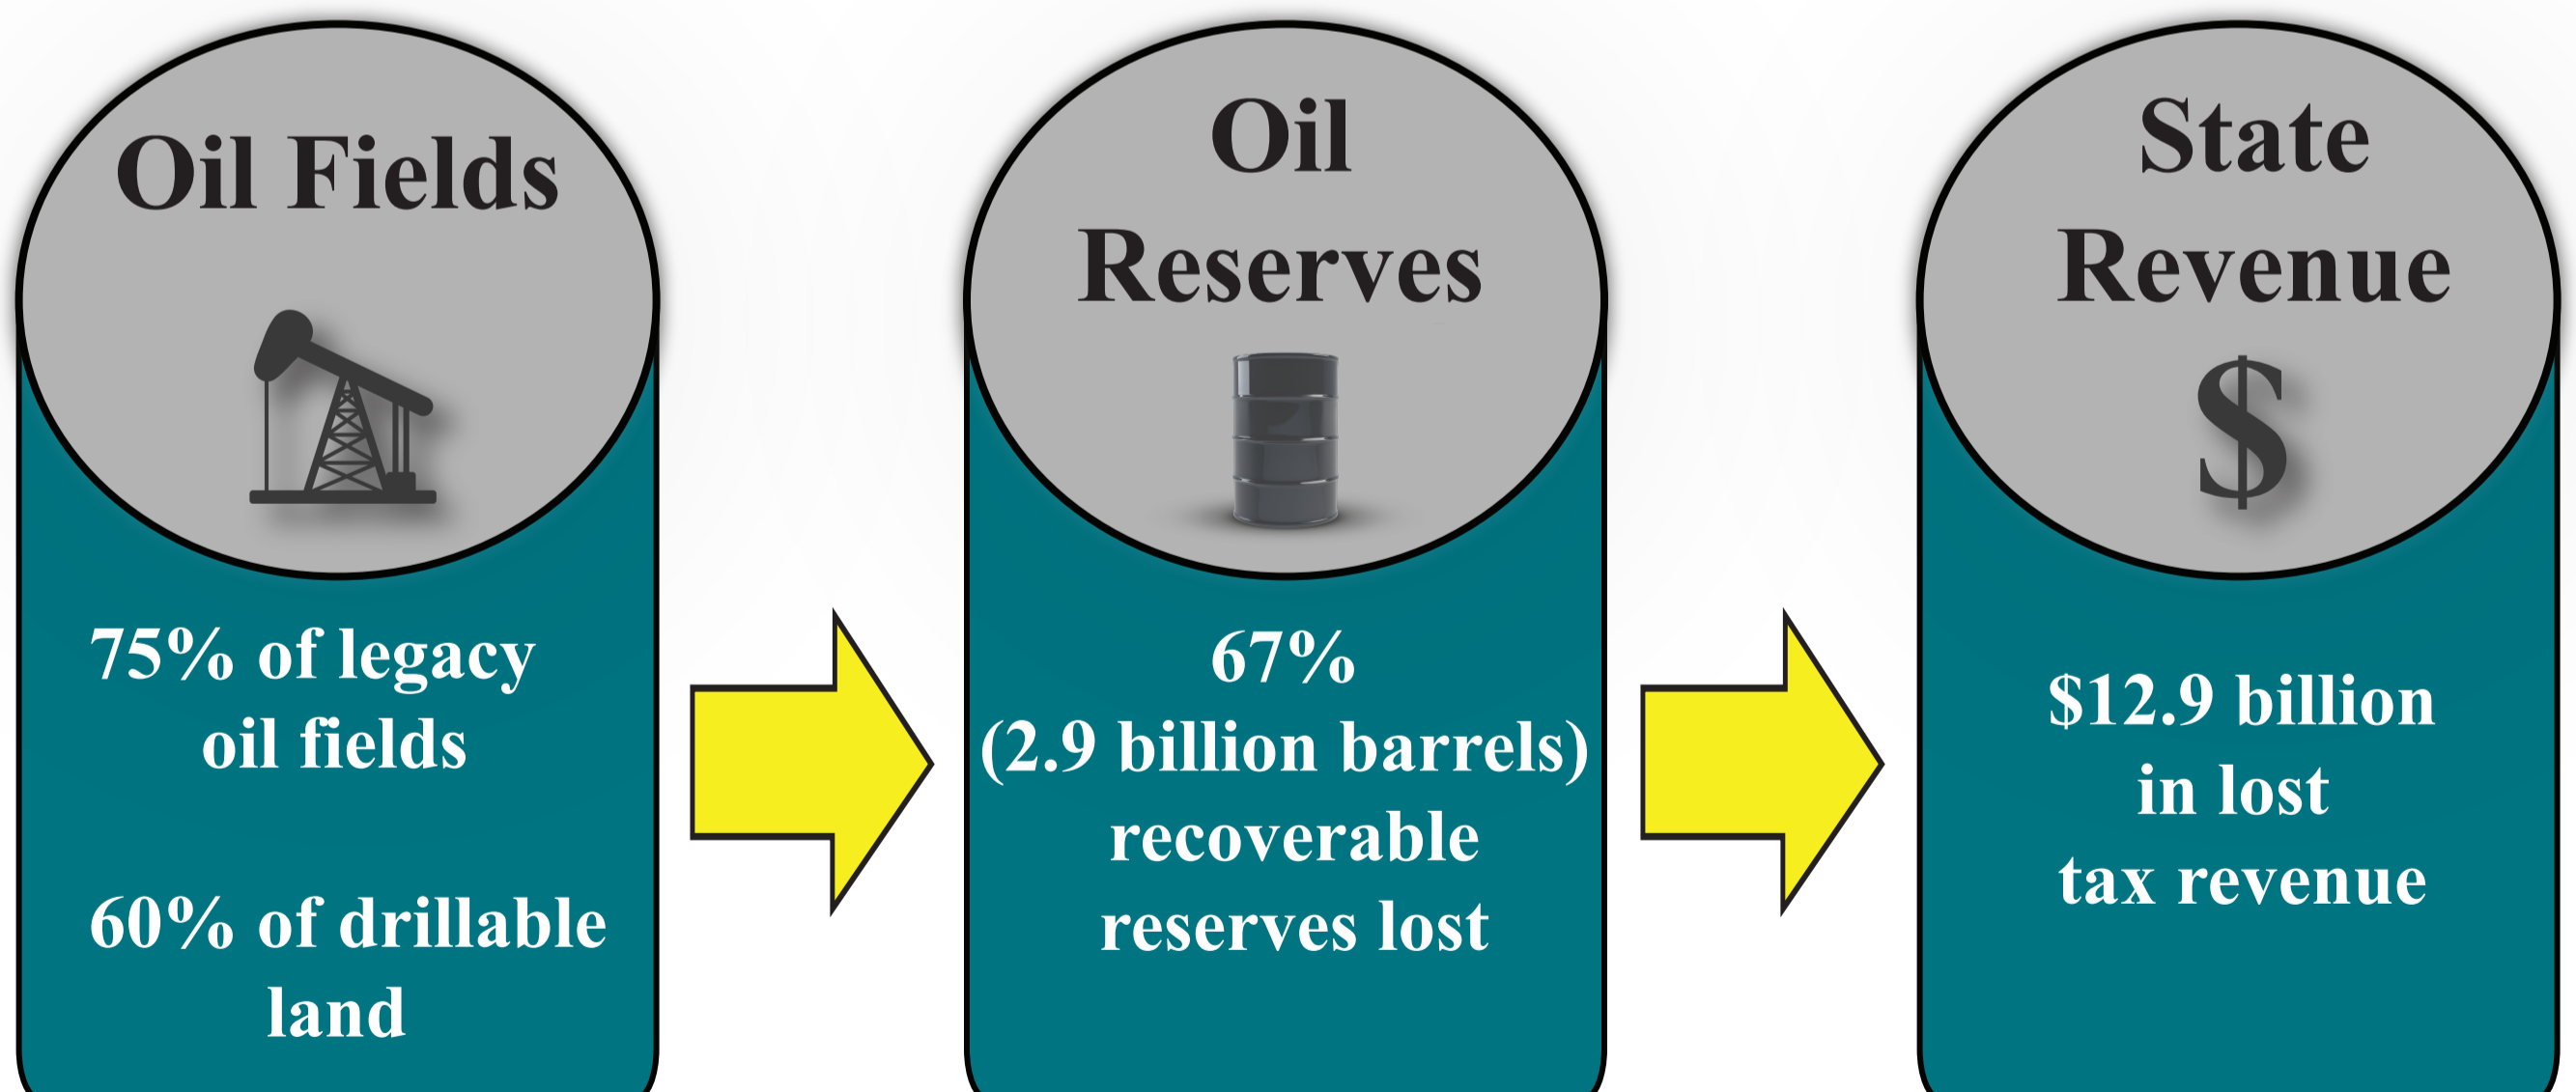 Oil Fields
75% of legacy
oil fields
60% of drillable
land
Oil
Reserves
67%
(2.9 billion barrels)
recoverable
reserves lost
State
Revenue
$
$12.9 billion
in lost
tax revenue